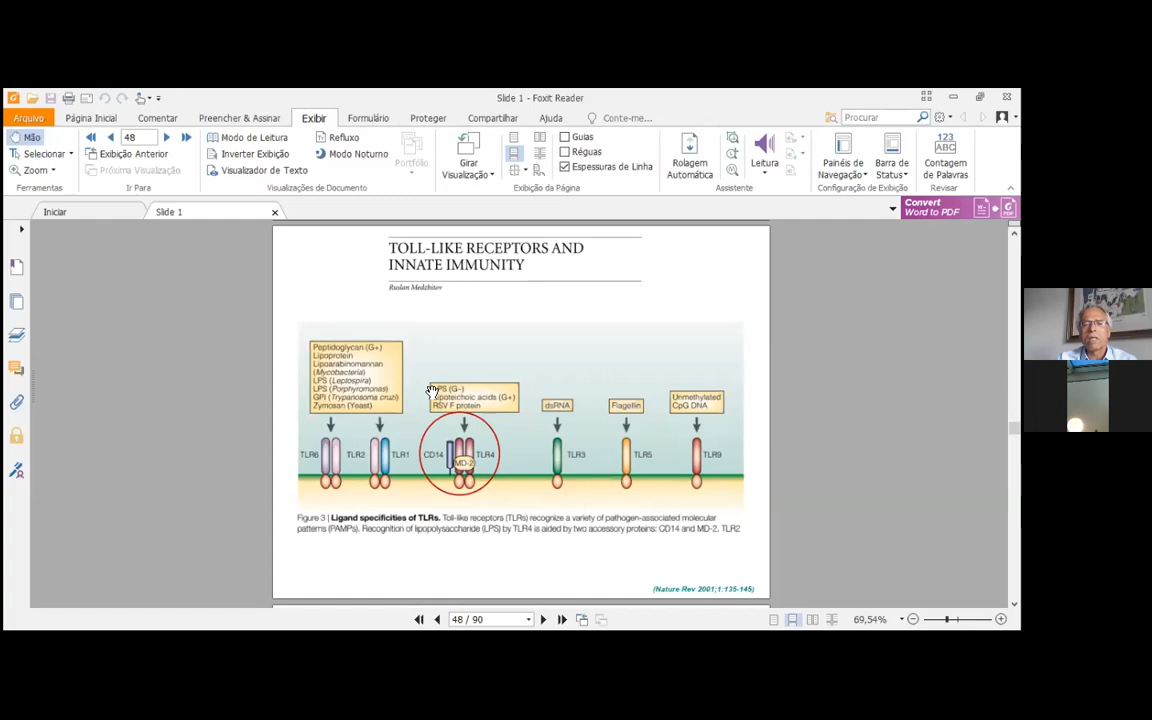 Slide 1 - Foxit Reader
Arquivo Página Inicial Comentar Preencher & Assinar Exibir Formulário Proteger Compartilhar Ajuda Conte-me... Procurar
Mão 48 Modo de Leitura Refluxo Guias
Selecionar Exibição Anterior Inverter Exibição Modo Noturno Réguas
Zoom Próxima Visualização Visualizador de Texto Espessuras de Linha
Portfólio Girar Visualização Rolagem Automática Leitura Painéis de Navegação Barra de Status 123 ABC Contagem de Palavras
Ferramentas Ir Para Visualizações de Documento Exibição da Página Assistente Configuração de Exibição Revisar
Iniciar Slide 1 Convert
Word to PDF
TOLL-LIKE RECEPTORS AND
INNATE IMMUNITY
Ruslan Medzhitov
Peptidoglycan (G+)
Lipoprotein
Lipoarabinomannan
(Mycobacteria)
LPS (Leptospira)
LPS (Porphyromonas)
GPI (Trypanosoma cruzi)
Zymosan (Yeast)
(G–)
RSV F protein
dsRNA
Flagellin
Unmethylated
CpG DNA
TLR6 TLR2 TLR1 CD14 MD-2 TLR4 TLR3 TLR5 TLR9
Figure 3 | Ligand specificities of TLRs. Toll-like receptors (TLRs) recognize a variety of pathogen-associated molecular
patterns (PAMPs). Recognition of lipopolysaccharide (LPS) by TLR4 is aided by two accessory proteins: CD14 and MD-2. TLR2
(Nature Rev 2001;1:135-145)
48 / 90 69,54%